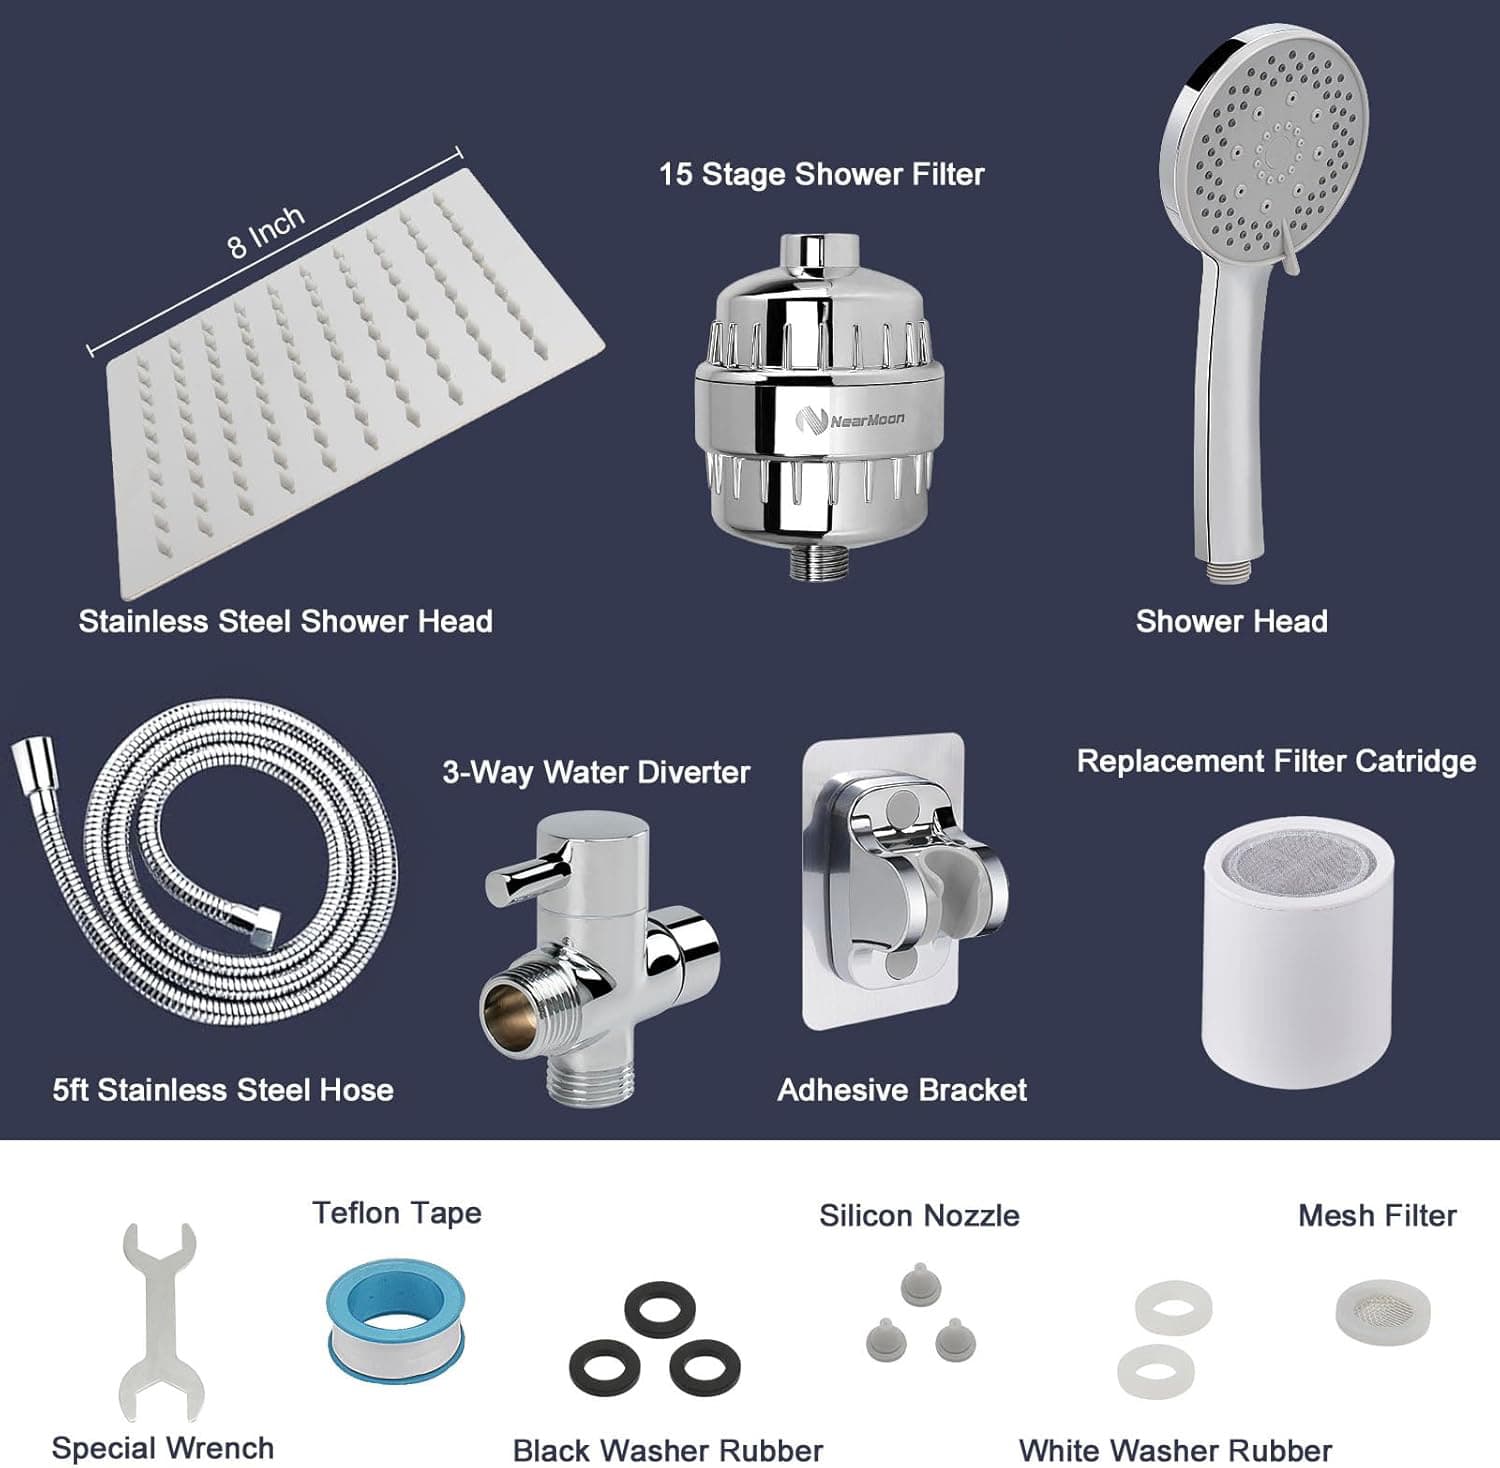 15 Stage Shower Filter
8 Inch
NearMoon
Stainless Steel Shower Head
Shower Head
3-Way Water Diverter
Replacement Filter Catridge
5ft Stainless Steel Hose
Adhesive Bracket
Teflon Tape
Silicon Nozzle
Mesh Filter
Special Wrench
Black Washer Rubber
White Washer Rubber